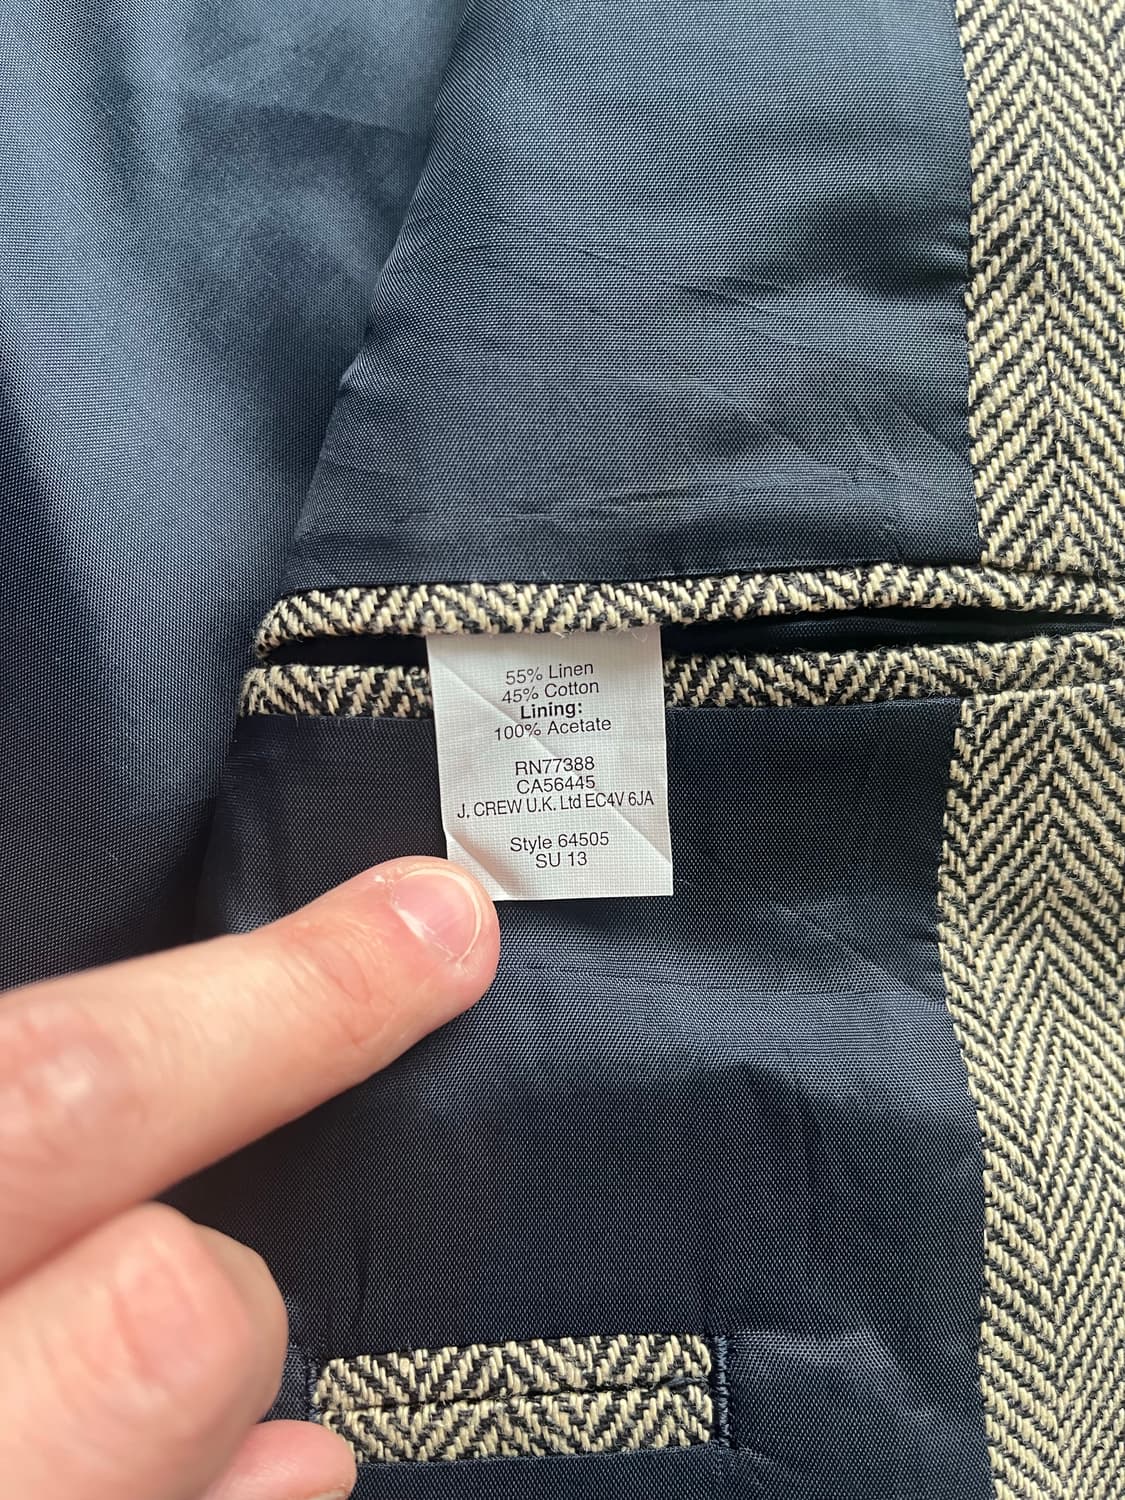 55% Linen
45% Cotton
Lining:
100% Acetate
RN77388
CA56445
J. CREW U.K. Ltd EC4V 6JA
Style 64505
SU 13